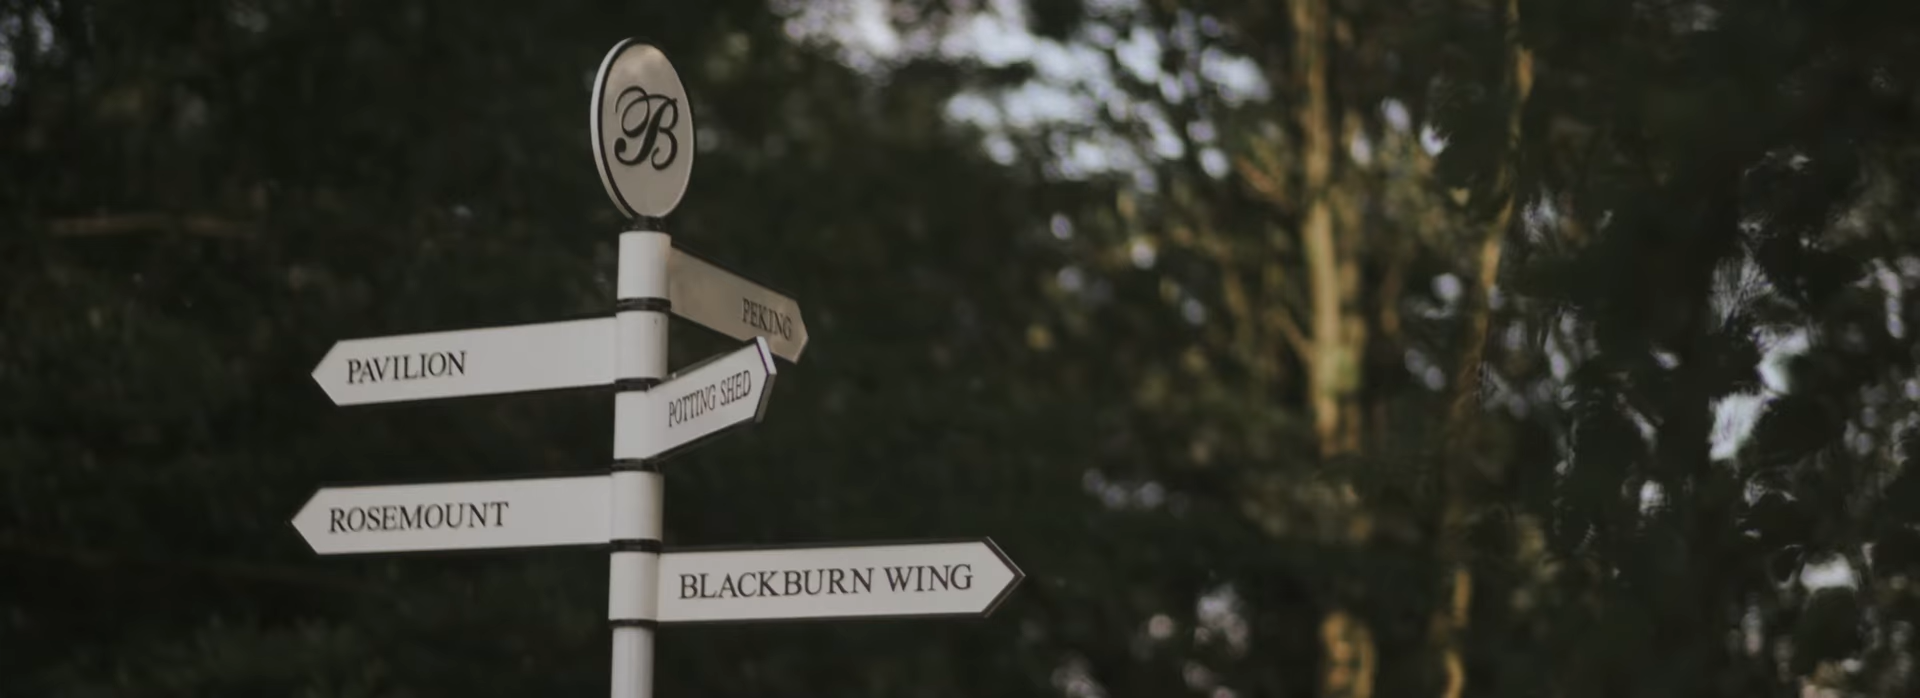 B
PEKING
PAVILION
POTTING SHED
ROSEMOUNT
BLACKBURN WING